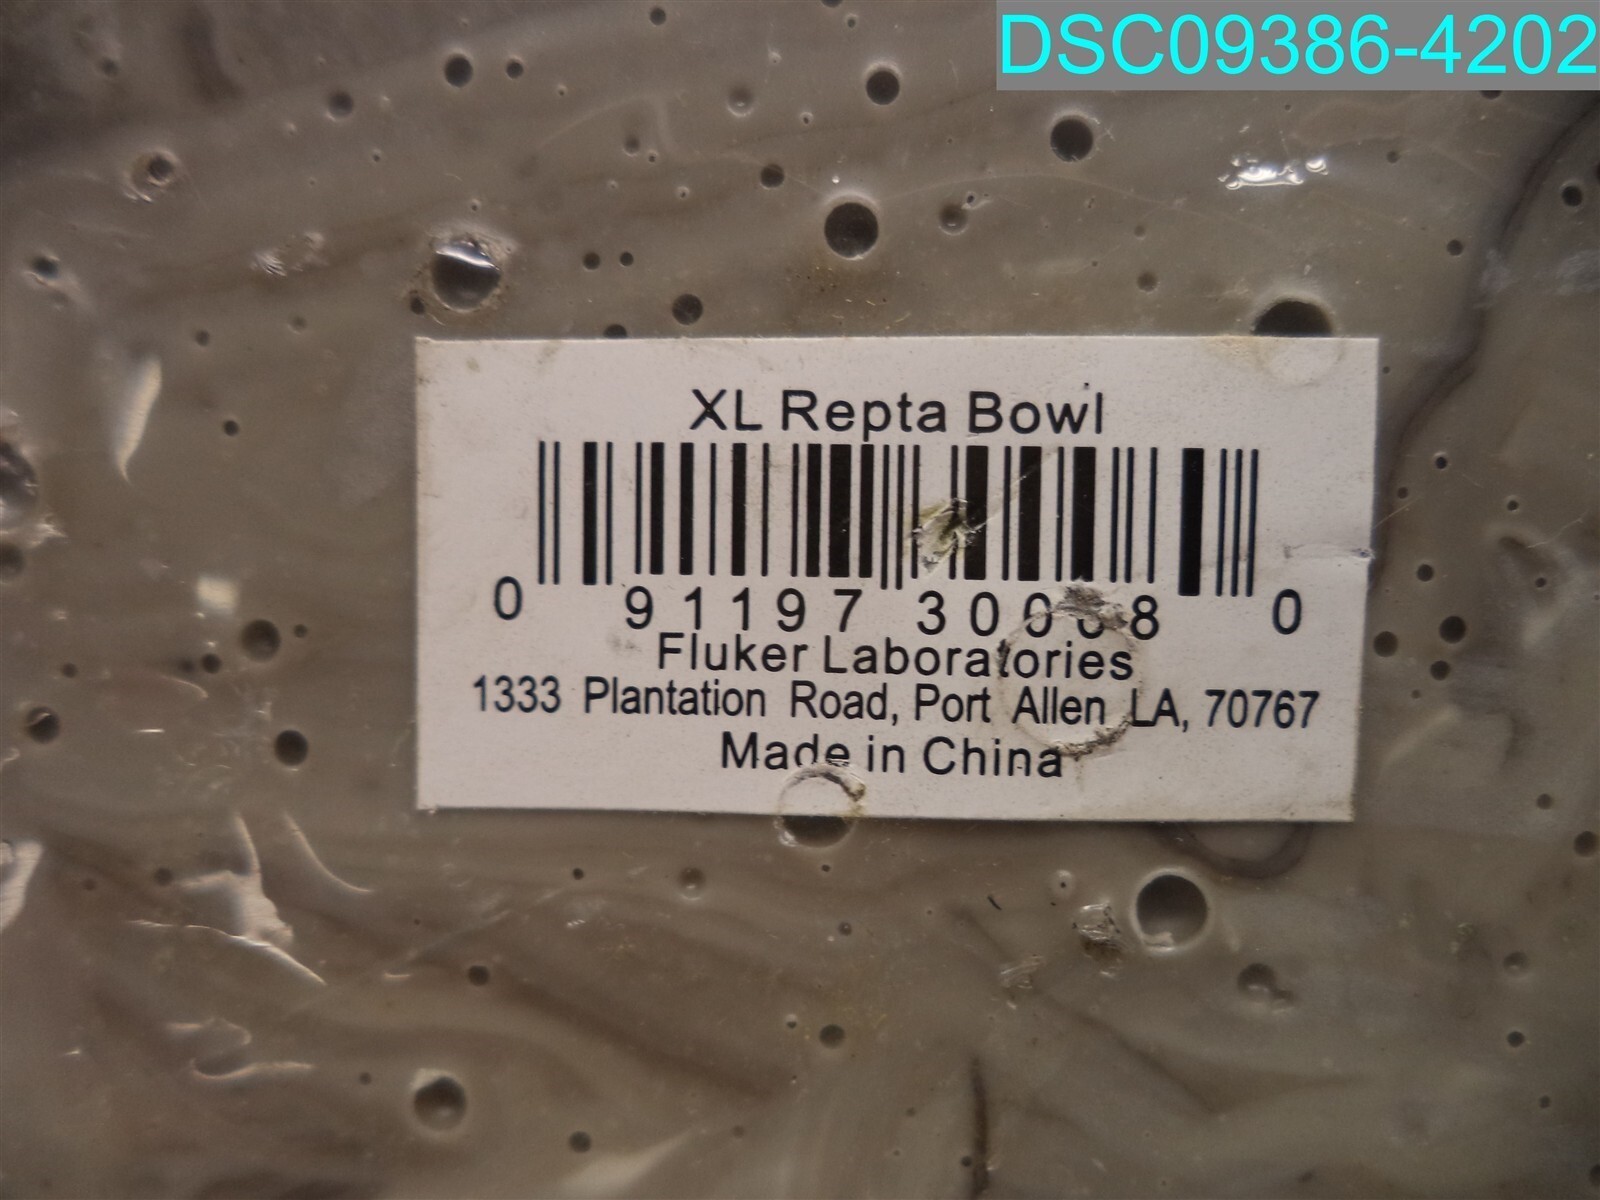 DSC09386-4202
XL Repta Bowl
0 91197 30008 0
Fluker Laboratories
1333 Plantation Road, Port Allen LA, 70767
Made in China